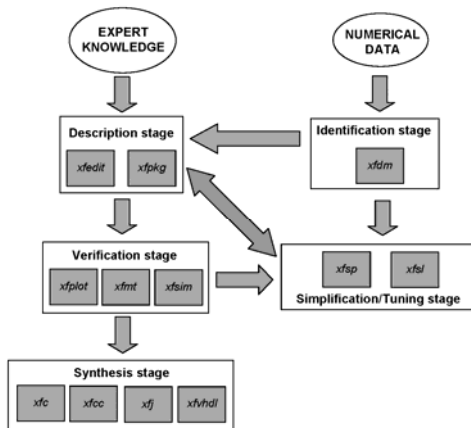 EXPERT
KNOWLEDGE
NUMERICAL
DATA
Description stage
xfedit xfpkg
Identification stage
xfdm
Verification stage
xfplot xfmt xfsim
xfsp xfsl
Simplification/Tuning stage
Synthesis stage
xfc xfcc xfj xfvhdl